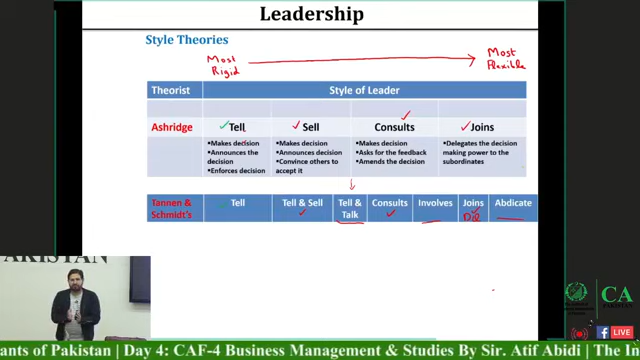 Leadership
Style Theories
Most Rigid
Most Flexible
Theorist
Style of Leader
Ashridge
Tell
Sell
Consults
Joins
•Makes decision
•Announces the
decision
•Enforces decision
•Makes decision
•Announces decision
•Convince others to
accept it
•Makes decision
•Asks for the feedback
•Amends the decision
•Delegates the decision
making power to the
subordinates
Tannen &
Schmidt's
Tell
Tell & Sell
Tell &
Talk
Consults
Involves
Joins
Abdicate
Del
PAKISTAN
CA
PAKISTAN
LIVE
ants of Pakistan | Day 4: CAF-4 Business Management & Studies By Sir. Atif Abidi | The In